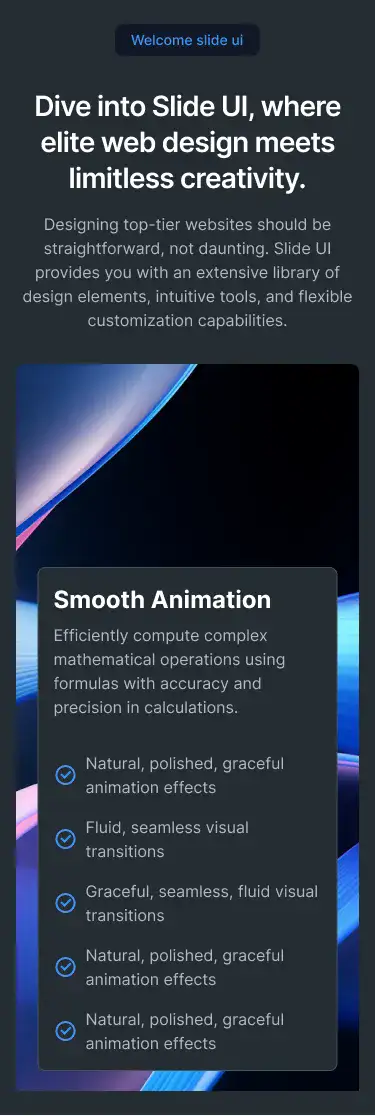 Welcome slide ui
Dive into Slide UI, where
elite web design meets
limitless creativity.
Designing top-tier websites should be
straightforward, not daunting. Slide UI
provides you with an extensive library of
design elements, intuitive tools, and flexible
customization capabilities.
Smooth Animation
Efficiently compute complex
mathematical operations using
formulas with accuracy and
precision in calculations.
Natural, polished, graceful
animation effects
Fluid, seamless visual
transitions
Graceful, seamless, fluid visual
transitions
Natural, polished, graceful
animation effects
Natural, polished, graceful
animation effects